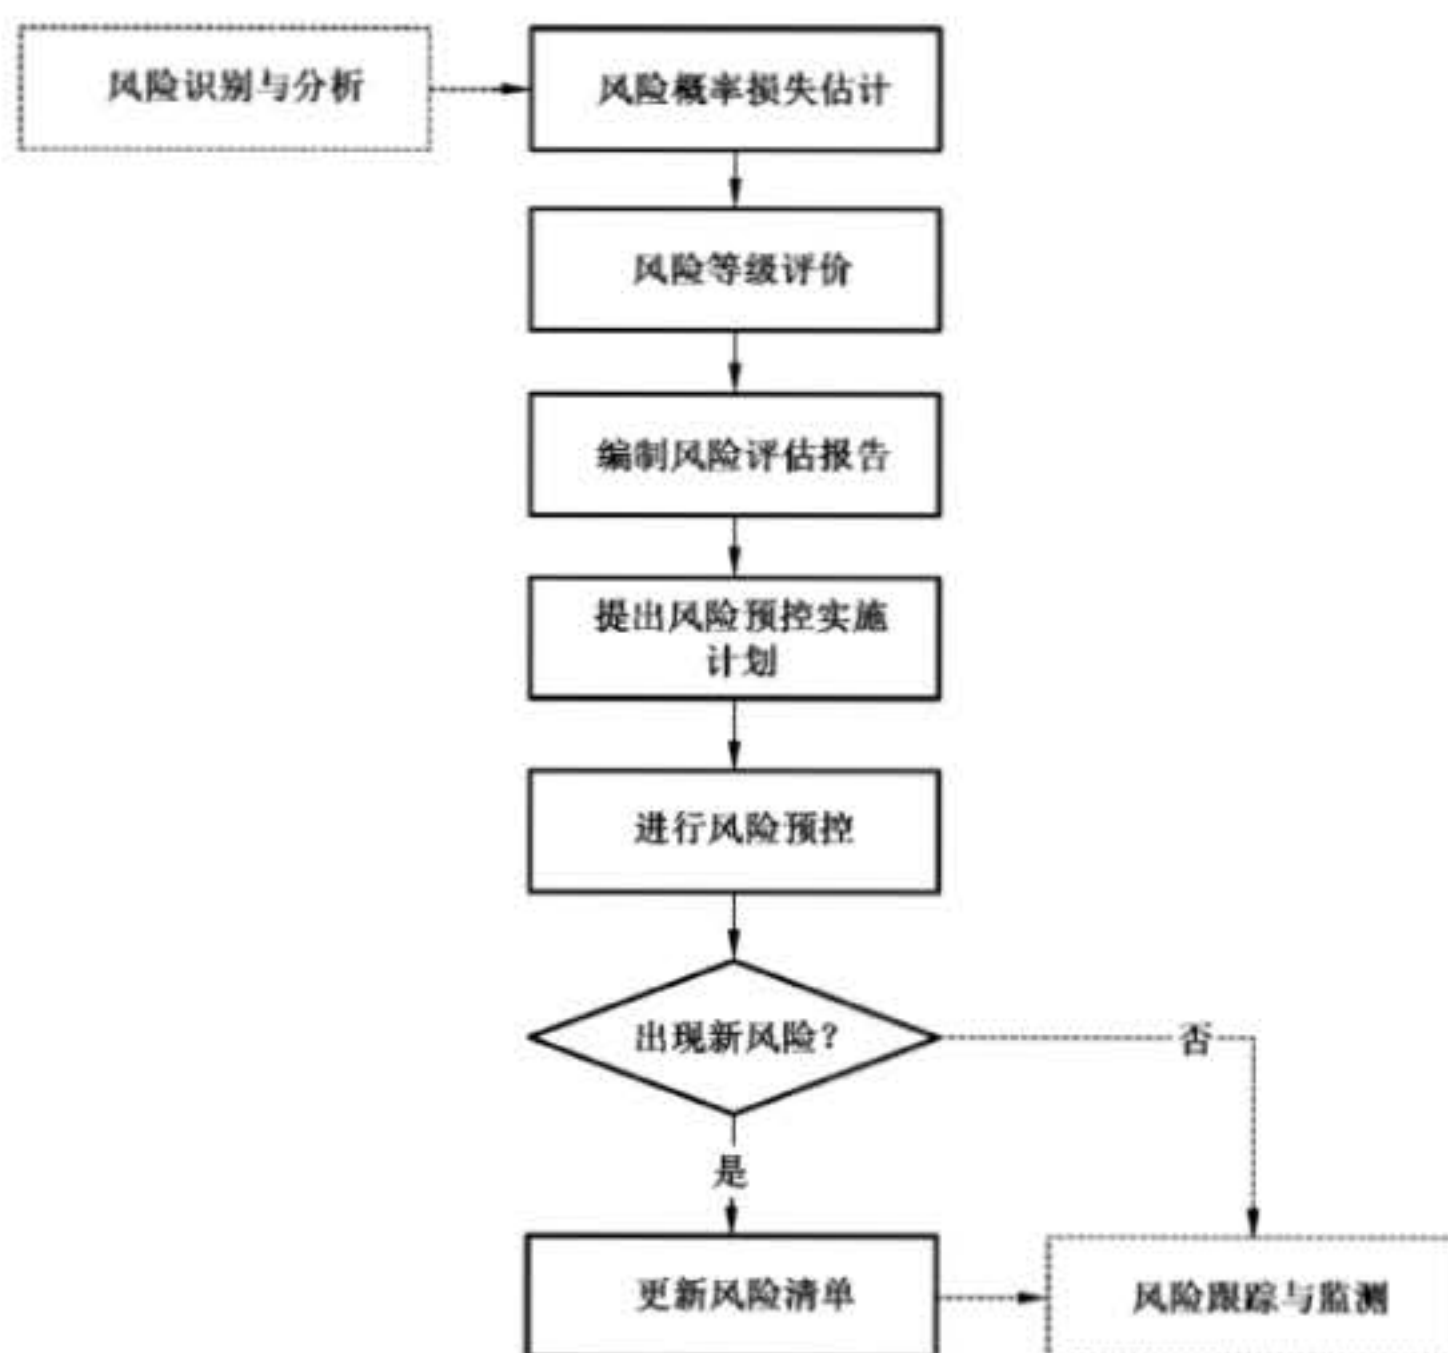 风险识别与分析
风险概率损失估计
风险等级评价
编制风险评估报告
提出风险预控实施
计划
进行风险预控
出现新风险？
否
是
更新风险清单
风险跟踪与监测